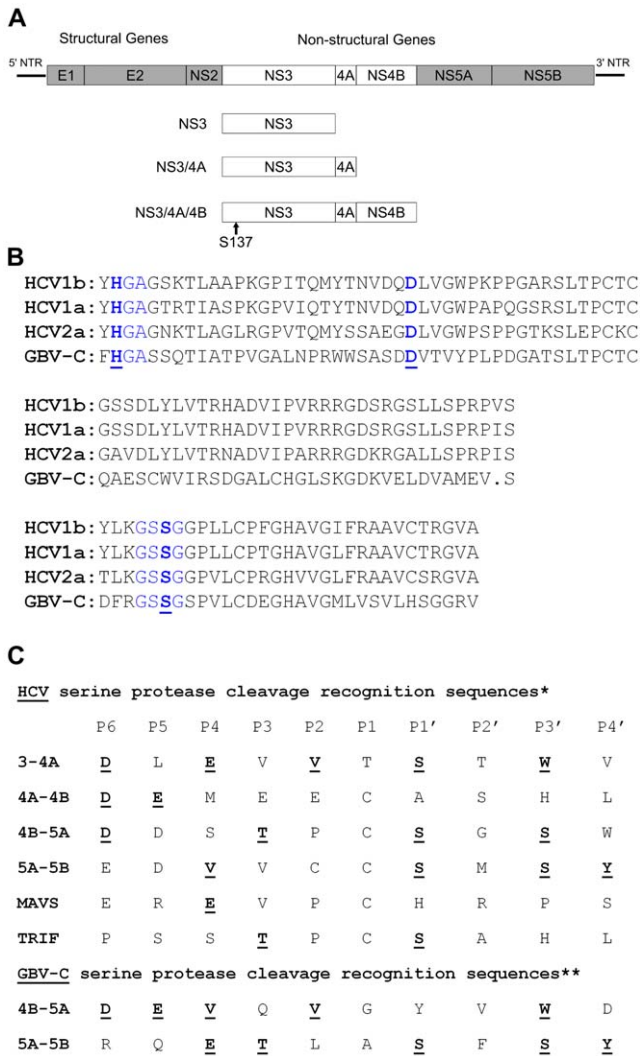 A
Structural Genes Non-structural Genes
5' NTR 3' NTR
E1 E2 NS2 NS3 4A NS4B NS5A NS5B
NS3 NS3
NS3/4A NS3 4A
NS3/4A/4B NS3 4A NS4B
S137
B
HCV1b: YHGAGSKTLAAPKGPITQMYTNVDQDLVGWPKPPGARSLTPCTC
HCV1a: YHGAGTRTIASPKGPVIQTYTNVDQDLVGWPAPQGSRSLTPCTC
HCV2a: YHGAGNKTLAGLRGPVTQMYSSAEGDLVGWPSPPGTKSLEPCKC
GBV-C: FHGASSQTIATPVGALNPRWWSASDDVTVYPLPDGATSLTPCTC
HCV1b: GSSDLYLVTRHADVIPVRRRGDSRGSLLSPRPVS
HCV1a: GSSDLYLVTRHADVIPVRRRGDSRGSLLSPRPIS
HCV2a: GAVDLYLVTRNADVIPARRRGDKRGALLSPRPIS
GBV-C: QAESCWVIRSDGALCHGLSKGDKVELDVAMEV.S
HCV1b: YLKGSSGGPLLCPFGHAVGIFRAAVCTRGVA
HCV1a: YLKGSSGGPLLCPTGHAVGLFRAAVCTRGVA
HCV2a: TLKGSSGGPVLCPRGHVVGLFRAAVCSRGVA
GBV-C: DFRGSSGSPVLCDEGHAVGMLVSVLHSGGRV
C
HCV serine protease cleavage recognition sequences*
P6 P5 P4 P3 P2 P1 P1' P2' P3' P4'
3-4A D L E V V T S T W V
4A-4B D E M E E C A S H L
4B-5A D D S T P C S G S W
5A-5B E D V V C C S M S Y
MAVS E R E V P C H R P S
TRIF P S S T P C S A H L
GBV-C serine protease cleavage recognition sequences**
4B-5A D E V Q V G Y V W D
5A-5B R Q E T L A S F S Y